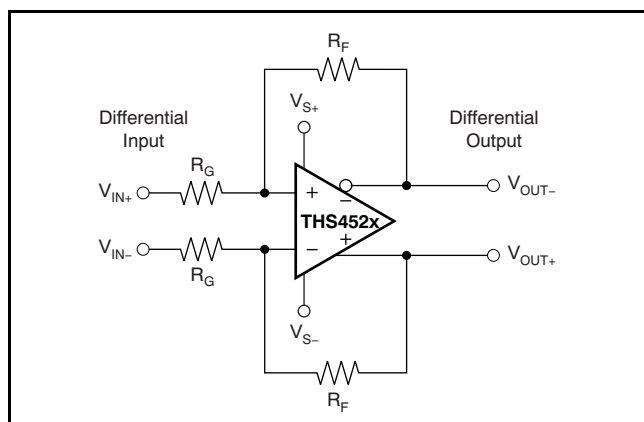 R_F
V_S+
Differential
Input
Differential
Output
R_G
V_IN+
+
−
V_OUT−
THS452x
V_IN−
−
+
V_OUT+
R_G
V_S−
R_F